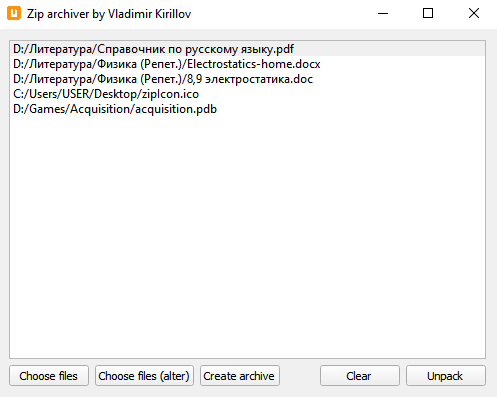 Zip archiver by Vladimir Kirillov
D:/Литература/Справочник по русскому языку.pdf
D:/Литература/Физика (Репет.)/Electrostatics-home.docx
D:/Литература/Физика (Репет.)/8,9 электростатика.doc
C:/Users/USER/Desktop/zipIcon.ico
D:/Games/Acquisition/acquisition.pdb
Choose files Choose files (alter) Create archive Clear Unpack